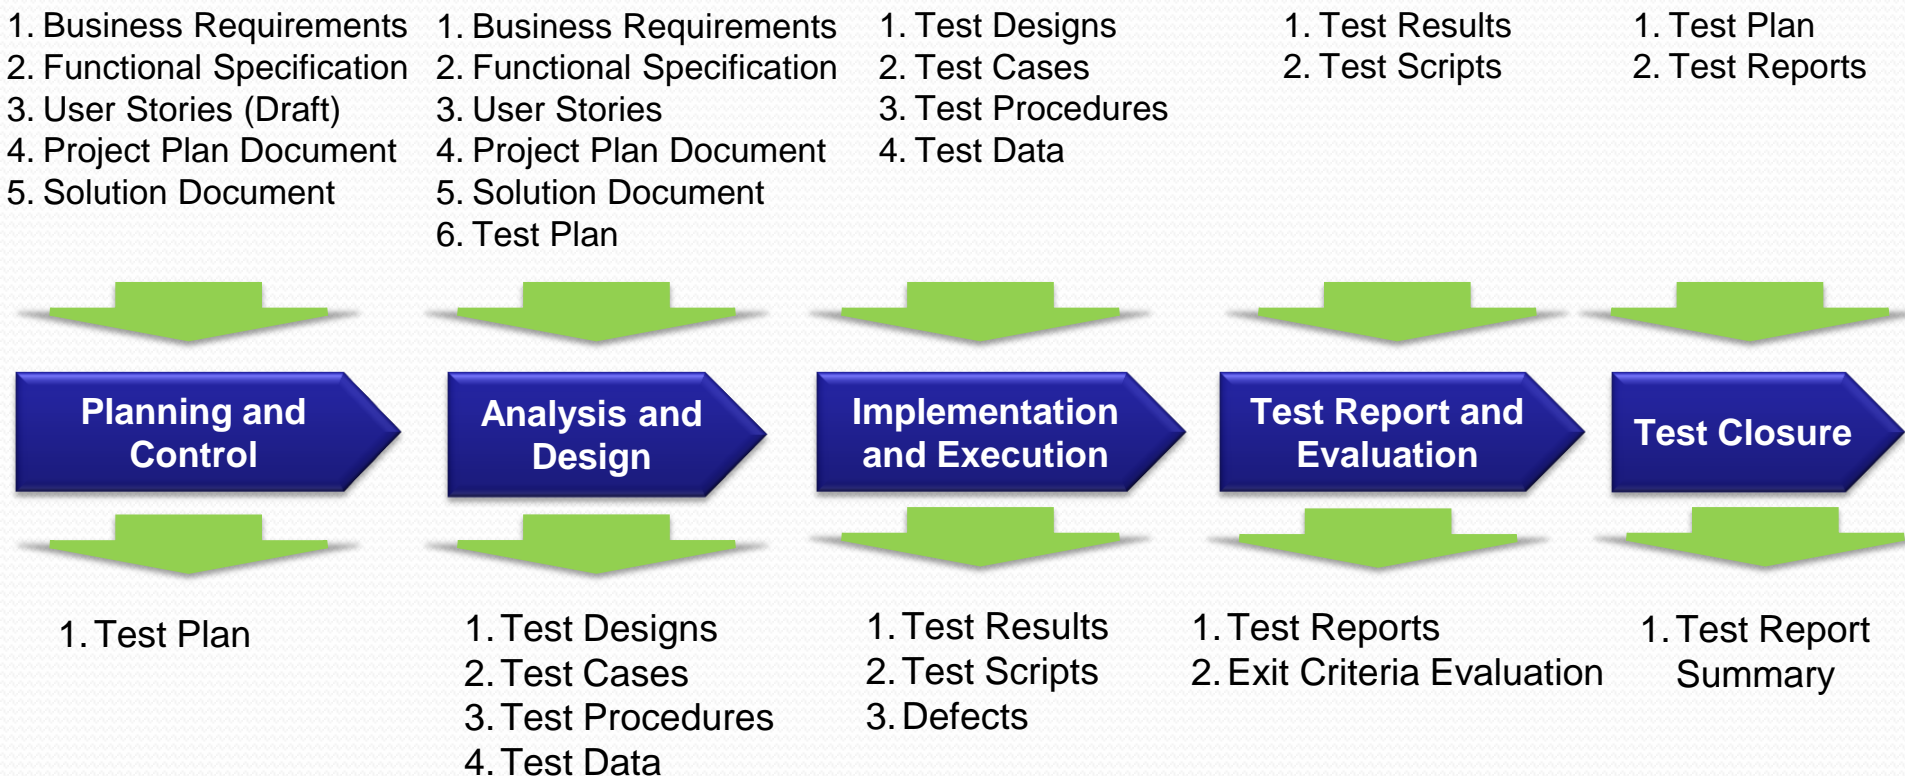 1. Business Requirements
2. Functional Specification
3. User Stories (Draft)
4. Project Plan Document
5. Solution Document
1. Business Requirements
2. Functional Specification
3. User Stories
4. Project Plan Document
5. Solution Document
6. Test Plan
1. Test Designs
2. Test Cases
3. Test Procedures
4. Test Data
1. Test Results
2. Test Scripts
1. Test Plan
2. Test Reports
Planning and
Control
Analysis and
Design
Implementation
and Execution
Test Report and
Evaluation
Test Closure
1. Test Plan
1. Test Designs
2. Test Cases
3. Test Procedures
4. Test Data
1. Test Results
2. Test Scripts
3. Defects
1. Test Reports
2. Exit Criteria Evaluation
1. Test Report
Summary